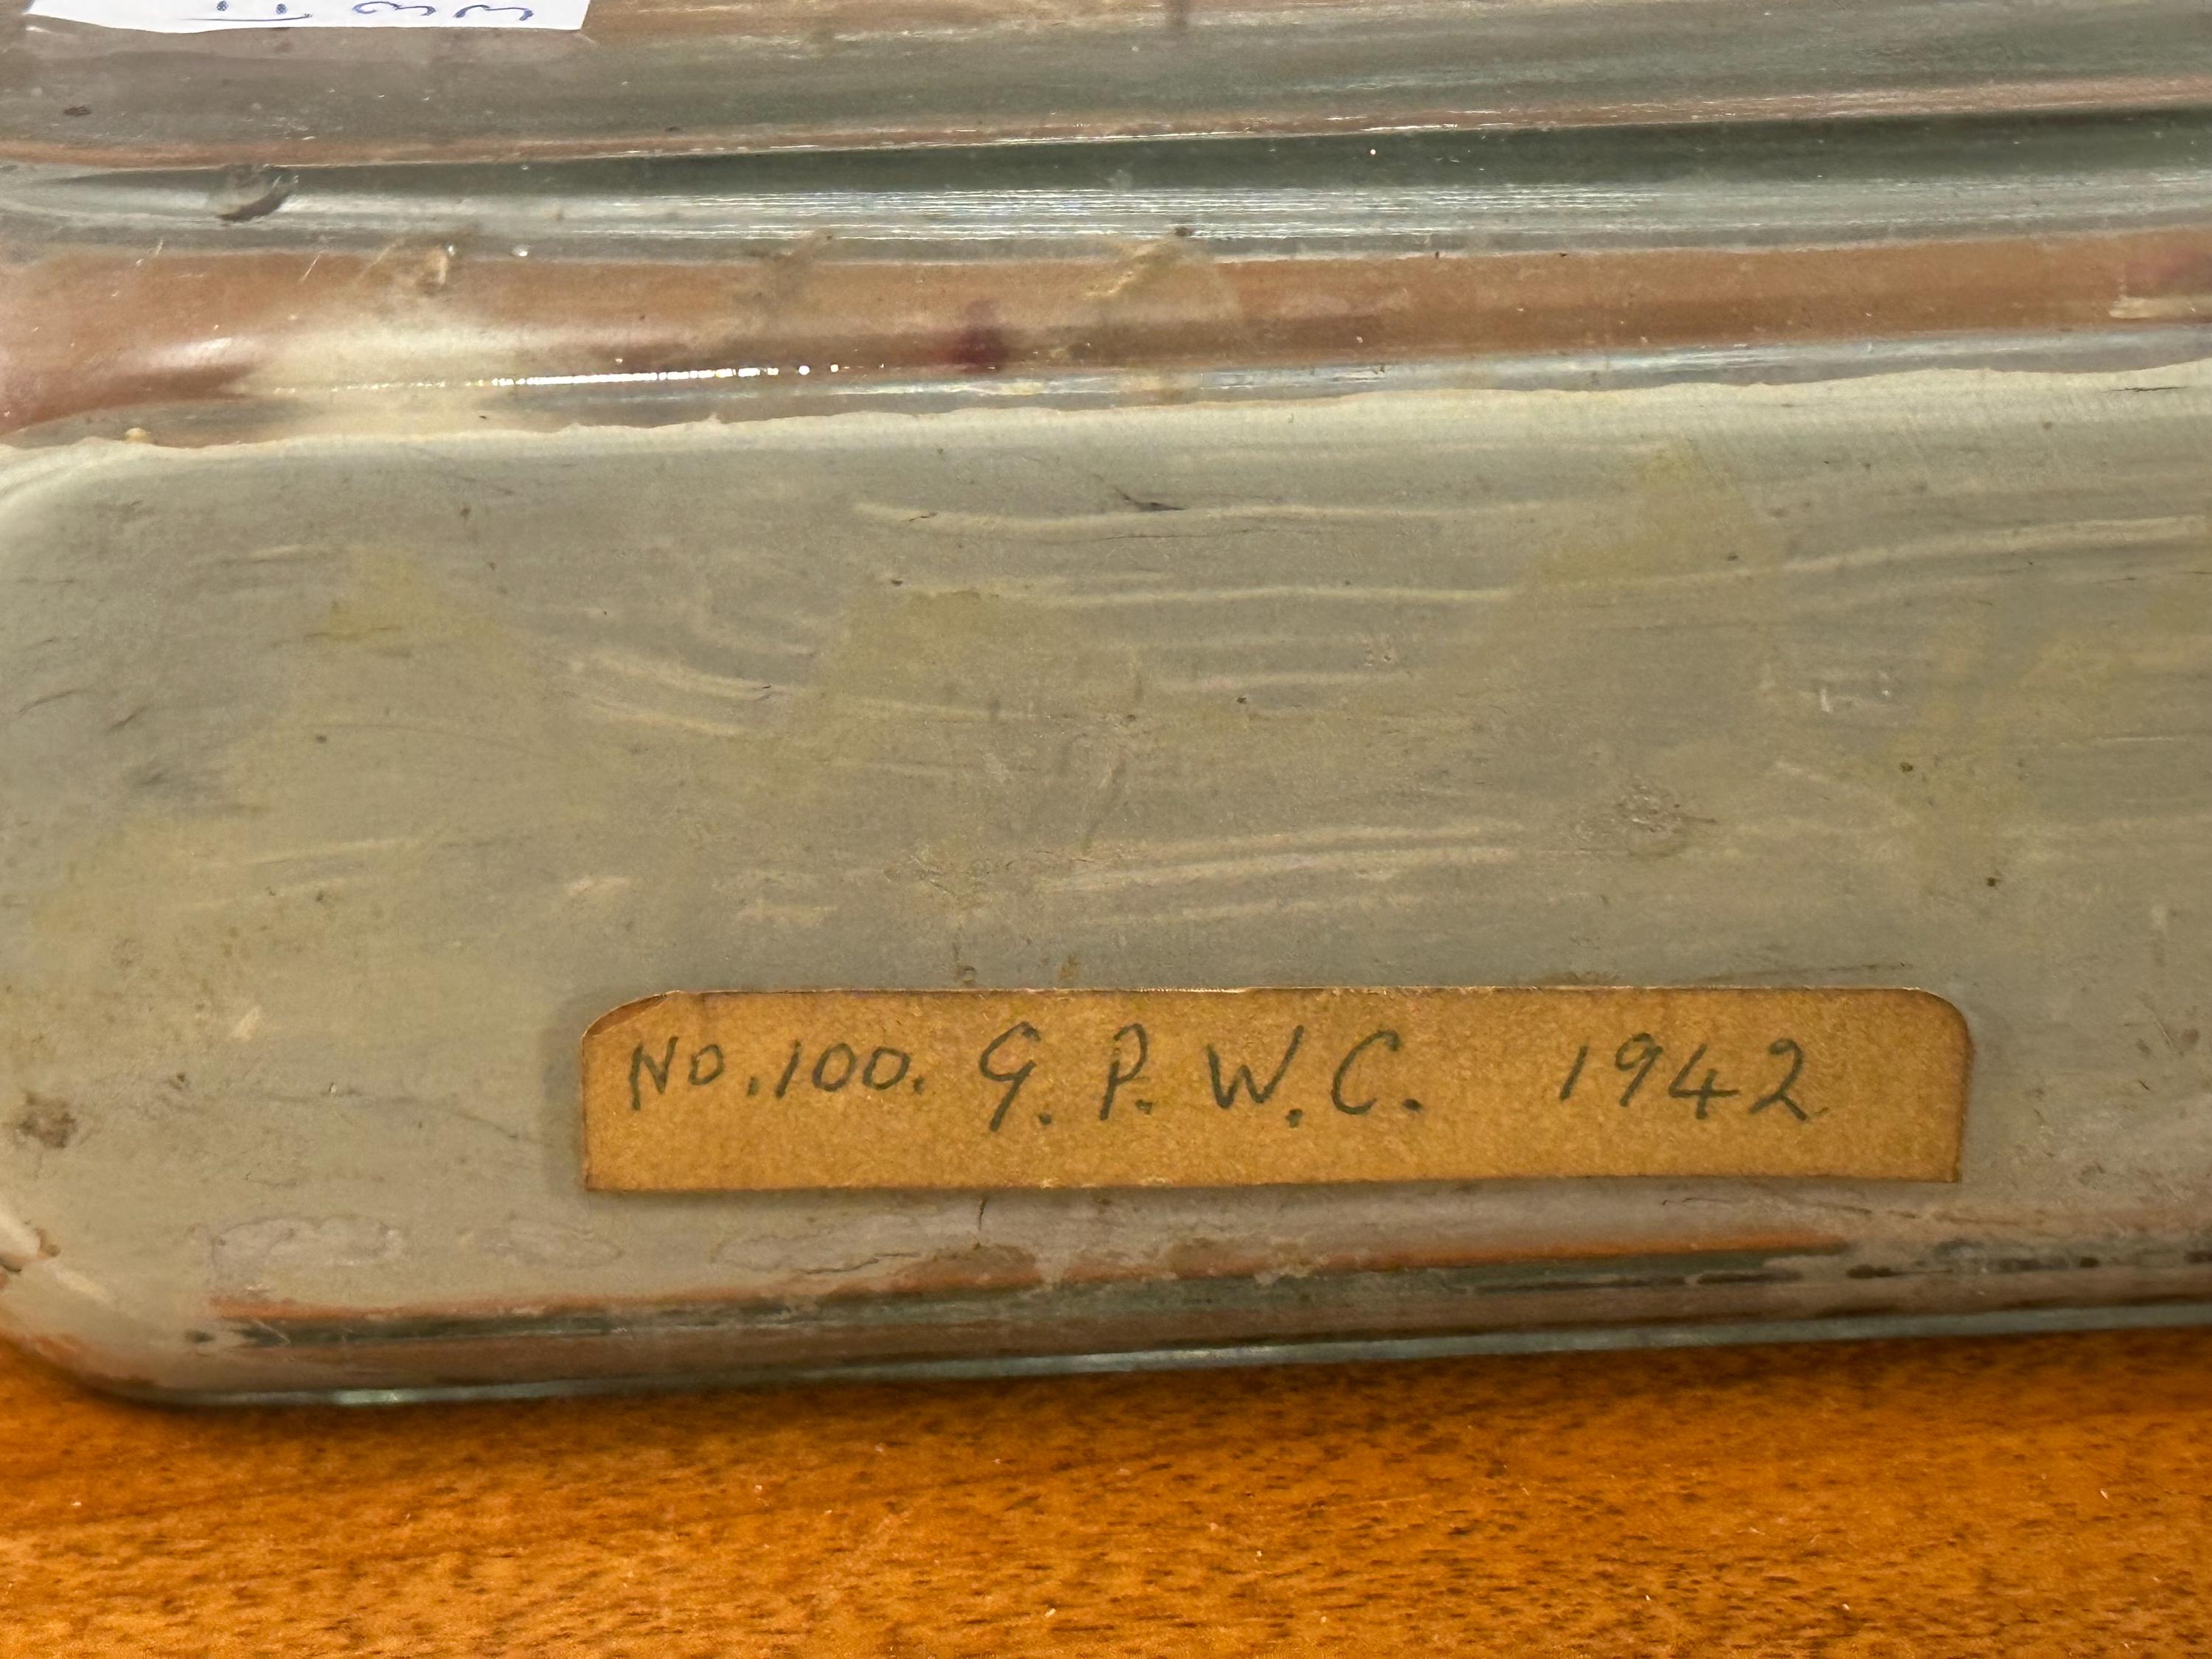 No. 100. G. P. W. C. 1942